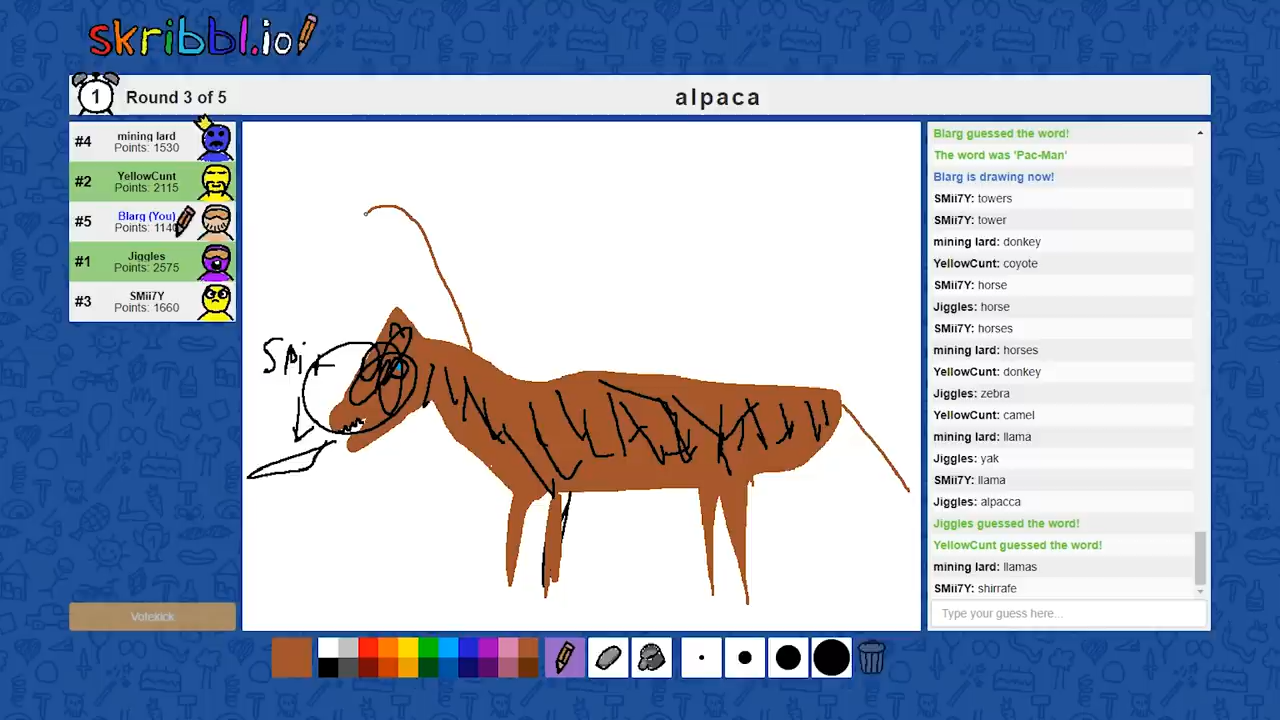 skribbl.io
1
Round 3 of 5
alpaca
#4
mining lard
Points: 1530
#2
YellowCunt
Points: 2115
#5
Blarg (You)
Points: 1140
#1
Jiggles
Points: 2575
#3
SMii7Y
Points: 1660
Votekick
Spit
Blarg guessed the word!
The word was 'Pac-Man'
Blarg is drawing now!
SMii7Y: towers
SMii7Y: tower
mining lard: donkey
YellowCunt: coyote
SMii7Y: horse
Jiggles: horse
SMii7Y: horses
mining lard: horses
YellowCunt: donkey
Jiggles: zebra
YellowCunt: camel
mining lard: llama
Jiggles: yak
SMii7Y: llama
Jiggles: alpacca
Jiggles guessed the word!
YellowCunt guessed the word!
mining lard: llamas
SMii7Y: shirrafe
Type your guess here...